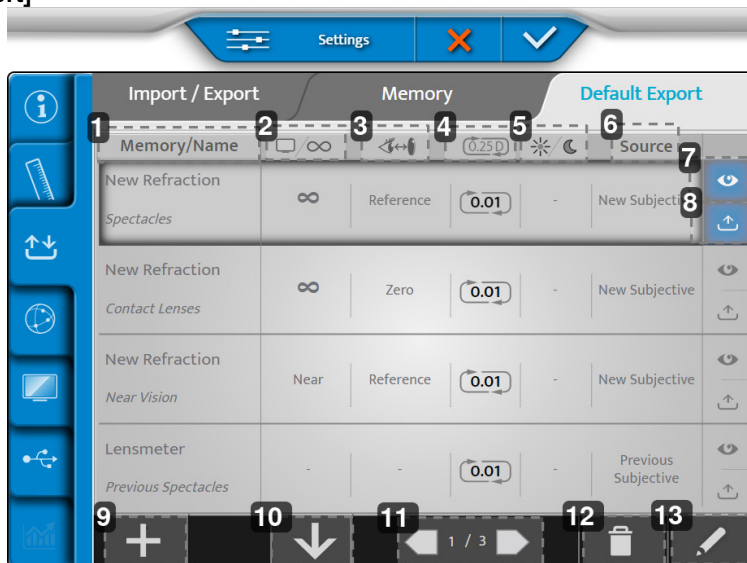 rt]
Settings
Import / Export
Memory
Default Export
1
2
3
4
5
6
Memory/Name
/∞
0.25 D
/
Source
7
New Refraction
Spectacles
∞
Reference
0.01
-
New Subjecti
8
New Refraction
Contact Lenses
∞
Zero
0.01
-
New Subjective
New Refraction
Near Vision
Near
Reference
0.01
-
New Subjective
Lensmeter
Previous Spectacles
-
-
0.01
-
Previous
Subjective
9
10
11
1 / 3
12
13